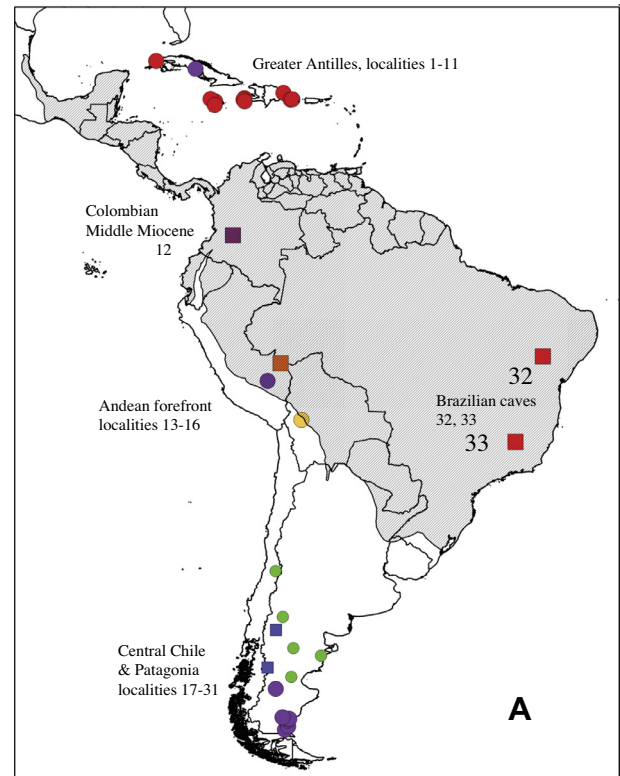 Greater Antilles, localities 1-11
Colombian
Middle Miocene
12
32
Brazilian caves
32, 33
33
Andean forefront
localities 13-16
Central Chile
& Patagonia
localities 17-31
A